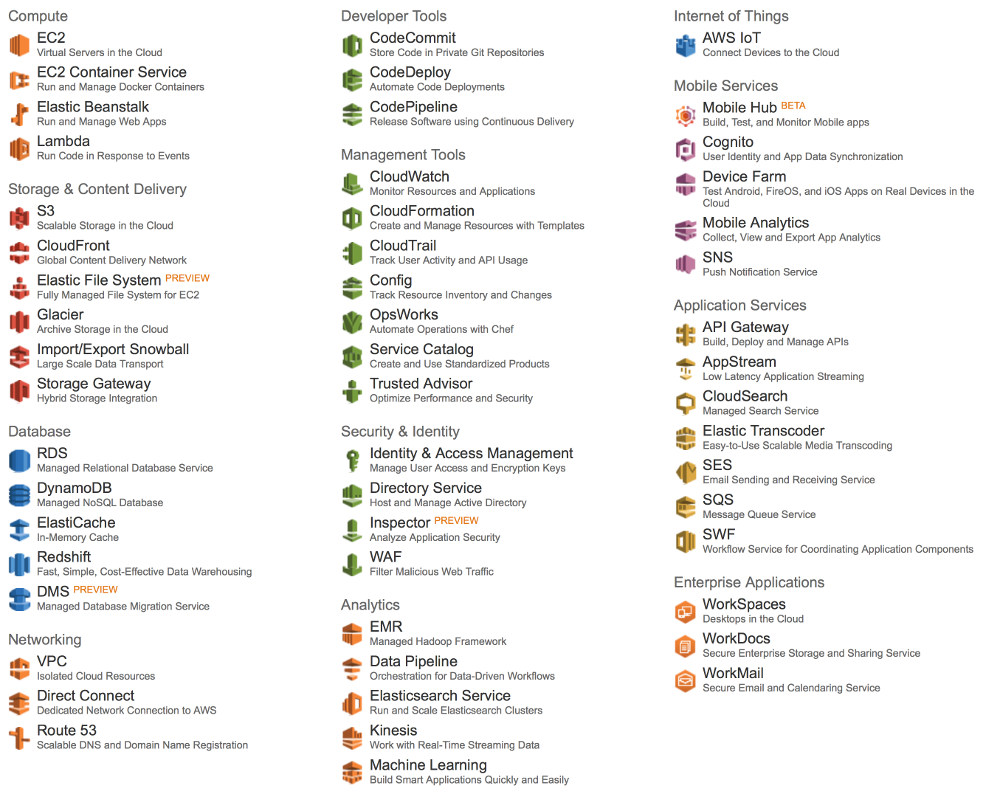 Compute
EC2
Virtual Servers in the Cloud
EC2 Container Service
Run and Manage Docker Containers
Elastic Beanstalk
Run and Manage Web Apps
Lambda
Run Code in Response to Events
Storage & Content Delivery
S3
Scalable Storage in the Cloud
CloudFront
Global Content Delivery Network
Elastic File System PREVIEW
Fully Managed File System for EC2
Glacier
Archive Storage in the Cloud
Import/Export Snowball
Large Scale Data Transport
Storage Gateway
Hybrid Storage Integration
Database
RDS
Managed Relational Database Service
DynamoDB
Managed NoSQL Database
ElastiCache
In-Memory Cache
Redshift
Fast, Simple, Cost-Effective Data Warehousing
DMS PREVIEW
Managed Database Migration Service
Networking
VPC
Isolated Cloud Resources
Direct Connect
Dedicated Network Connection to AWS
Route 53
Scalable DNS and Domain Name Registration
Developer Tools
CodeCommit
Store Code in Private Git Repositories
CodeDeploy
Automate Code Deployments
CodePipeline
Release Software using Continuous Delivery
Management Tools
CloudWatch
Monitor Resources and Applications
CloudFormation
Create and Manage Resources with Templates
CloudTrail
Track User Activity and API Usage
Config
Track Resource Inventory and Changes
OpsWorks
Automate Operations with Chef
Service Catalog
Create and Use Standardized Products
Trusted Advisor
Optimize Performance and Security
Security & Identity
Identity & Access Management
Manage User Access and Encryption Keys
Directory Service
Host and Manage Active Directory
Inspector PREVIEW
Analyze Application Security
WAF
Filter Malicious Web Traffic
Analytics
EMR
Managed Hadoop Framework
Data Pipeline
Orchestration for Data-Driven Workflows
Elasticsearch Service
Run and Scale Elasticsearch Clusters
Kinesis
Work with Real-Time Streaming Data
Machine Learning
Build Smart Applications Quickly and Easily
Internet of Things
AWS IoT
Connect Devices to the Cloud
Mobile Services
Mobile Hub BETA
Build, Test, and Monitor Mobile apps
Cognito
User Identity and App Data Synchronization
Device Farm
Test Android, FireOS, and iOS Apps on Real Devices in the
Cloud
Mobile Analytics
Collect, View and Export App Analytics
SNS
Push Notification Service
Application Services
API Gateway
Build, Deploy and Manage APIs
AppStream
Low Latency Application Streaming
CloudSearch
Managed Search Service
Elastic Transcoder
Easy-to-Use Scalable Media Transcoding
SES
Email Sending and Receiving Service
SQS
Message Queue Service
SWF
Workflow Service for Coordinating Application Components
Enterprise Applications
WorkSpaces
Desktops in the Cloud
WorkDocs
Secure Enterprise Storage and Sharing Service
WorkMail
Secure Email and Calendaring Service